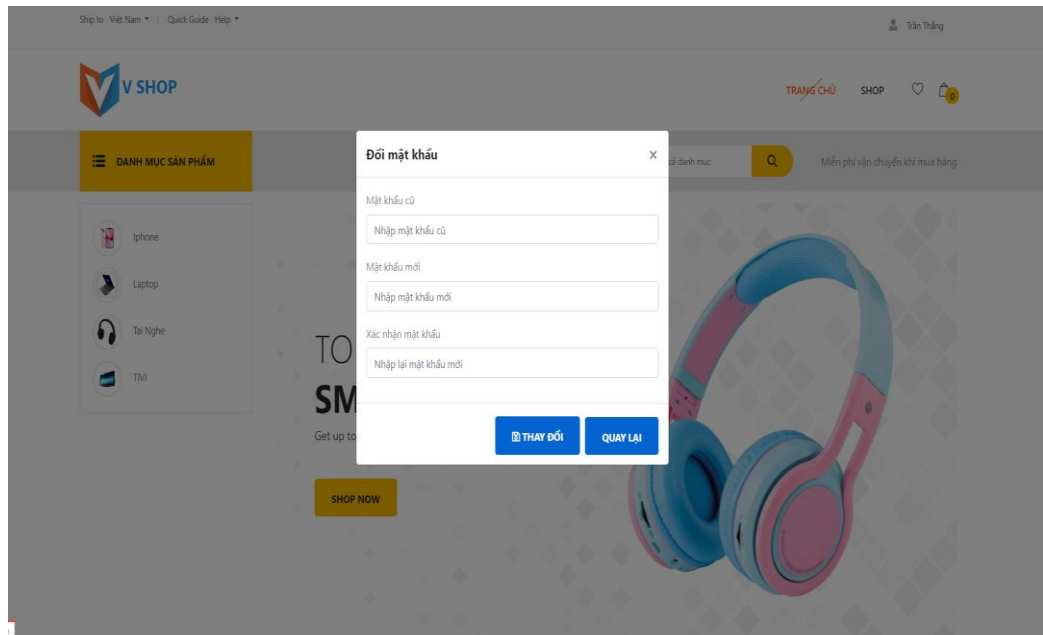 Ship to Việt Nam | Quick Guide Help
Trần Thắng
V SHOP
TRANG CHỦ SHOP 0
DANH MỤC SẢN PHẨM
Đổi mật khẩu X
danh mục
Miễn phí vận chuyển khi mua hàng
Mật khẩu cũ
Nhập mật khẩu cũ
Mật khẩu mới
Nhập mật khẩu mới
Xác nhận mật khẩu
Nhập lại mật khẩu mới
THAY ĐỔI QUAY LẠI
Iphone
Laptop
Tai Nghe
TIVI
TO
SM
Get up to
SHOP NOW